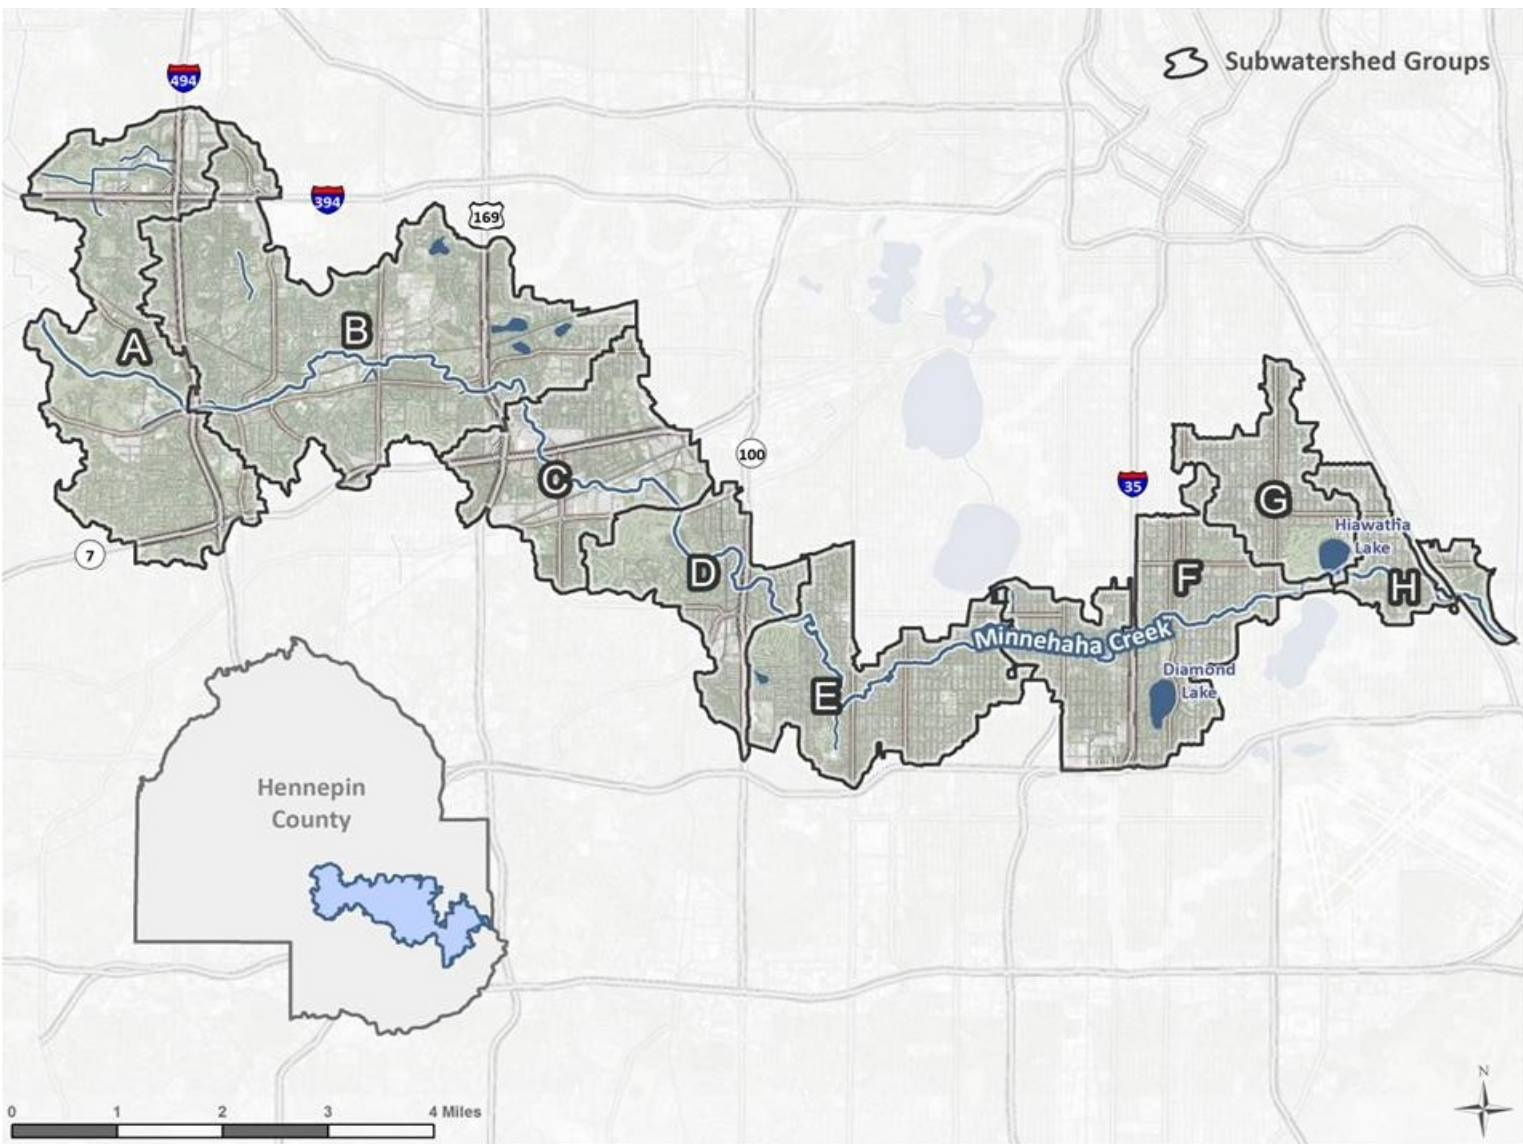 Subwatershed Groups
494
394
169
A
B
C
100
35
7
D
E
F
G
H
Hiawatha
Lake
Minnehaha Creek
Diamond
Lake
Hennepin
County
N
0 1 2 3 4 Miles